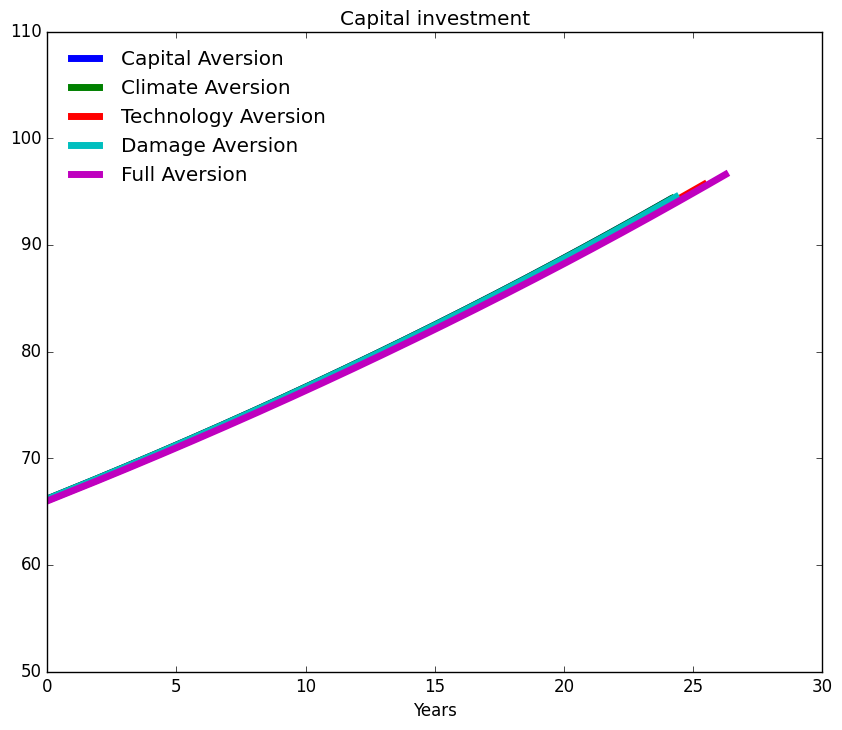 Capital investment
110
100
90
80
70
60
50
Capital Aversion
Climate Aversion
Technology Aversion
Damage Aversion
Full Aversion
0 5 10 15 20 25 30
Years